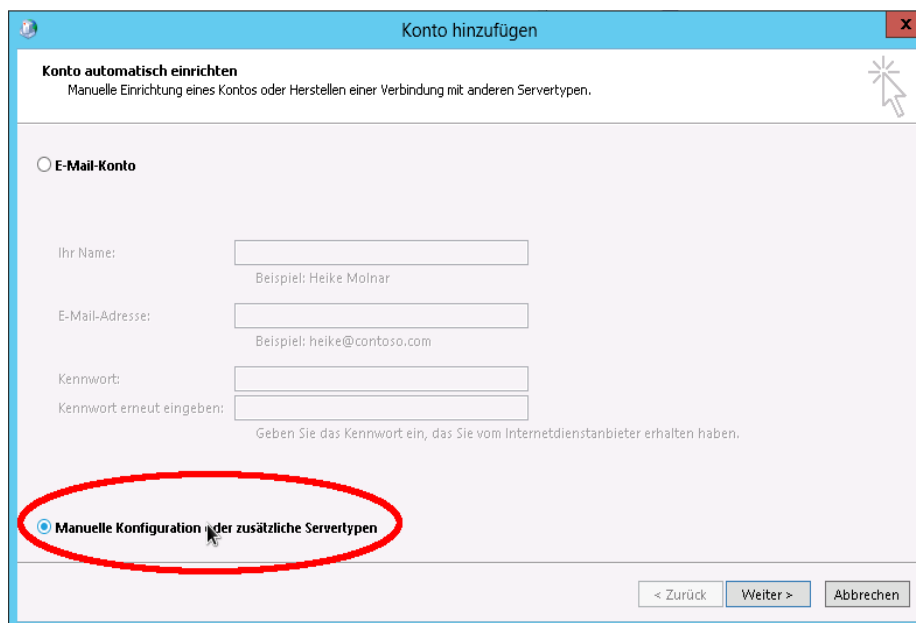 Konto hinzufügen
x
Konto automatisch einrichten
Manuelle Einrichtung eines Kontos oder Herstellen einer Verbindung mit anderen Servertypen.
E-Mail-Konto
Ihr Name:
Beispiel: Heike Molnar
E-Mail-Adresse:
Beispiel: heike@contoso.com
Kennwort:
Kennwort erneut eingeben:
Geben Sie das Kennwort ein, das Sie vom Internetdienstanbieter erhalten haben.
Manuelle Konfiguration oder zusätzliche Servertypen
< Zurück Weiter > Abbrechen